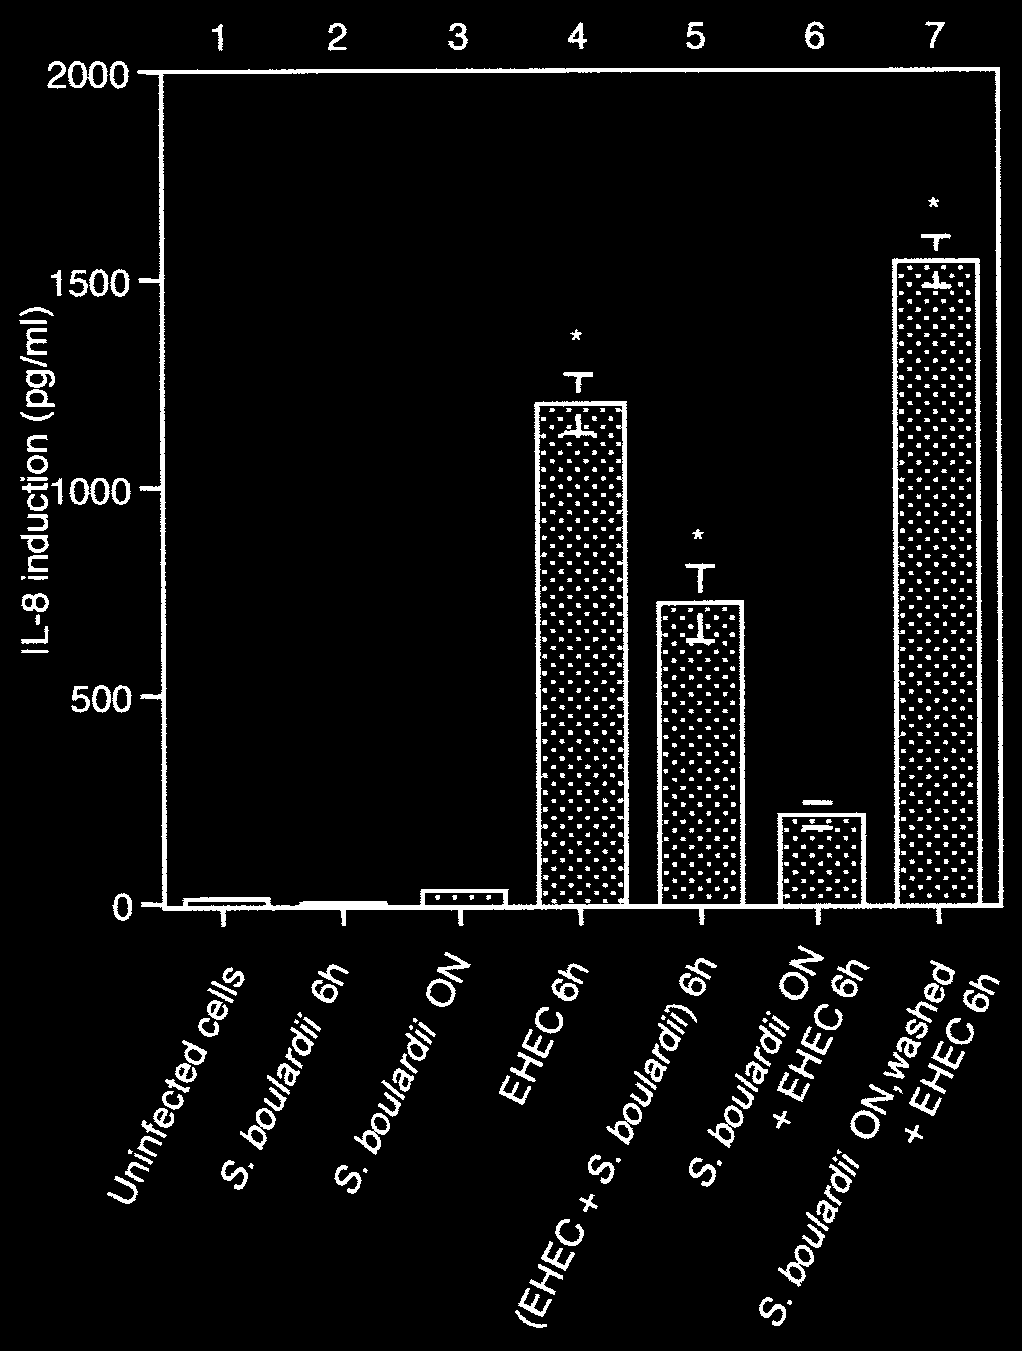 1 2 3 4 5 6 7
2000
1500
1000
500
0
IL-8 induction (pg/ml)
*
*
*
*
Uninfected cells
S. boulardii 6h
S. boulardii ON
EHEC 6h
(EHEC + S. boulardii) 6h
S. boulardii ON
+ EHEC 6h
S. boulardii ON, washed
+ EHEC 6h